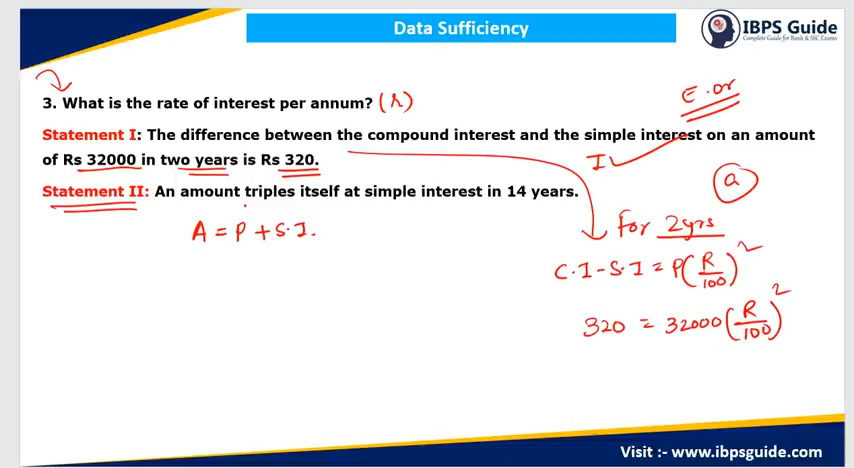 Data Sufficiency
IBPS Guide
Complete Guide for Bank & SSC Exams
3. What is the rate of interest per annum? (r)
E.or
Statement I: The difference between the compound interest and the simple interest on an amount
of Rs 32000 in two years is Rs 320.
I ✓
a
Statement II: An amount triples itself at simple interest in 14 years.
For 2yrs
A = P + S.I.
C.I - S.I = P(R/100)²
320 = 32000(R/100)²
Visit :- www.ibpsguide.com